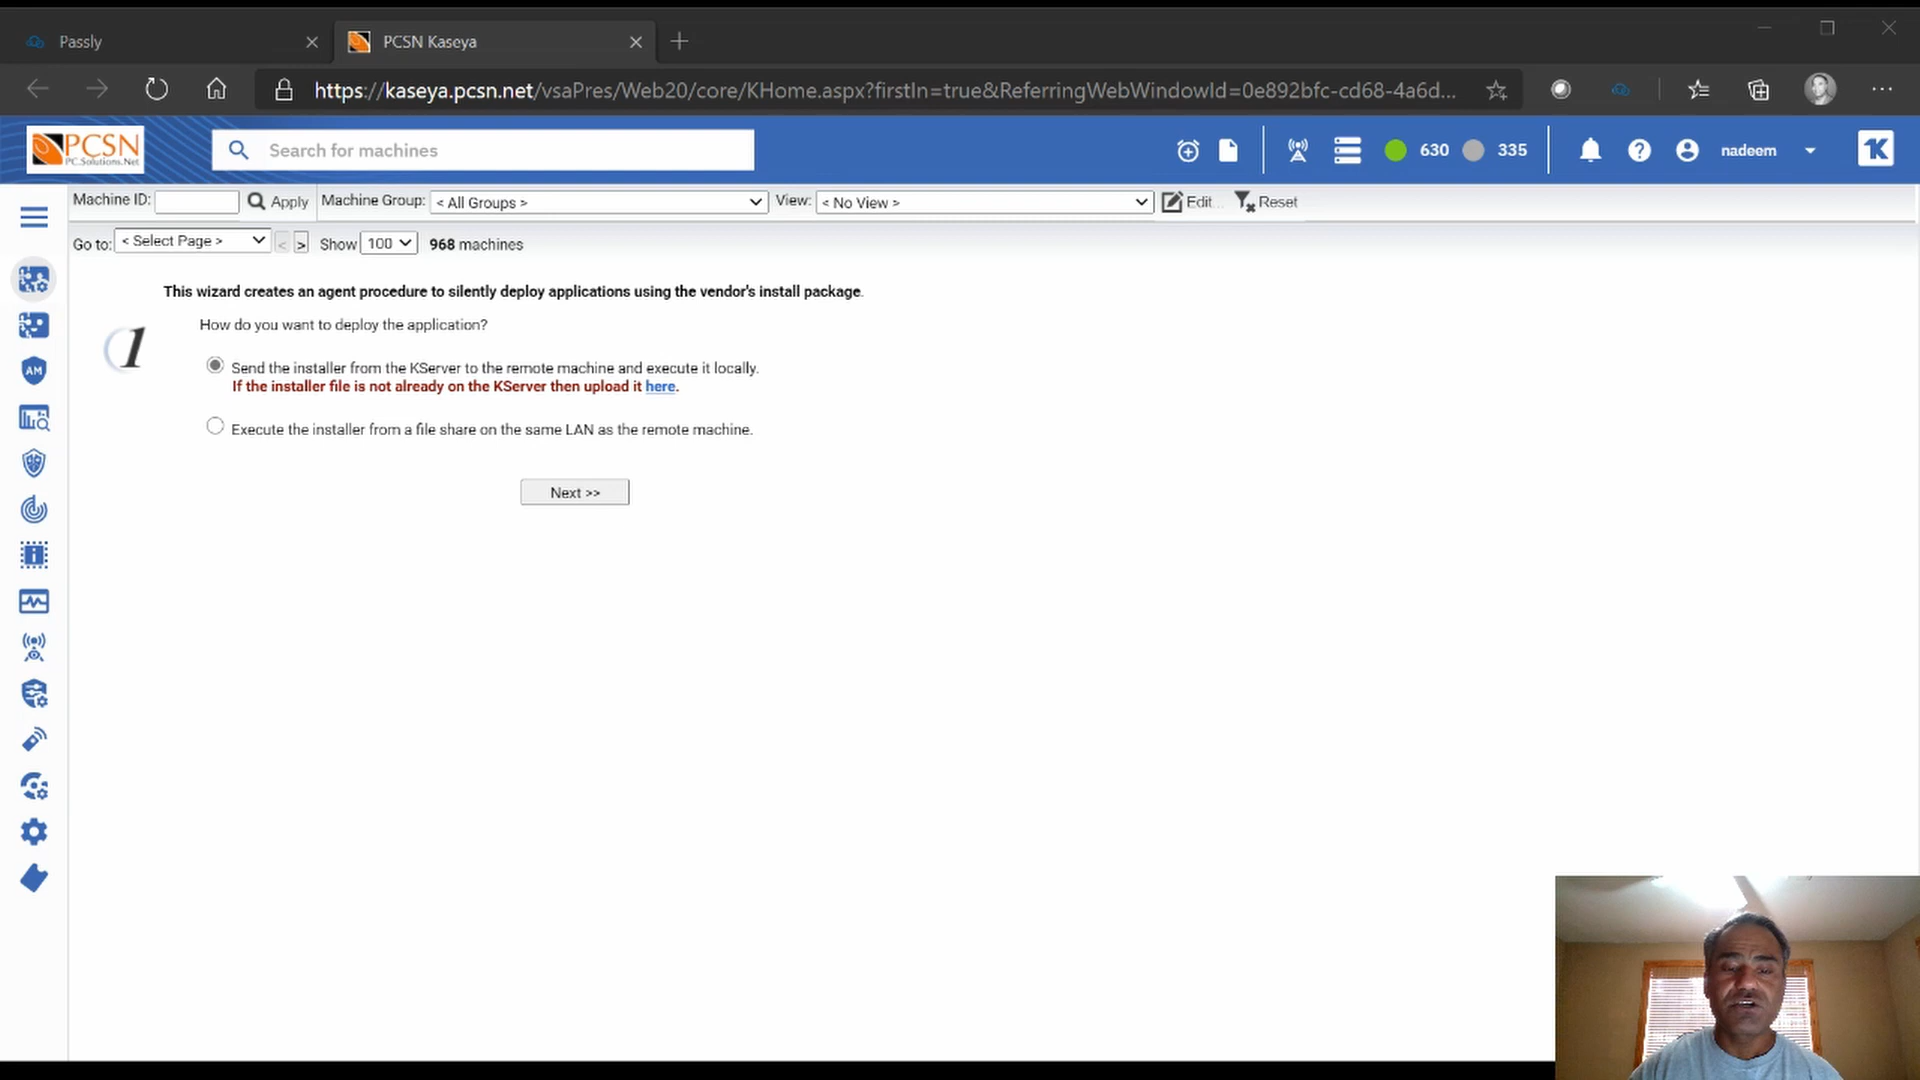 Passly
PCSN Kaseya
https://kaseya.pcsn.net/vsaPres/Web20/core/KHome.aspx?firstIn=true&ReferringWebWindowId=0e892bfc-cd68-4a6d...
PCSN
PC.Solutions.Net
Search for machines
630
335
nadeem
Machine ID:
Apply
Machine Group:
< All Groups >
View:
< No View >
Edit...
Reset
Go to:
< Select Page >
<
>
Show
100
968 machines
This wizard creates an agent procedure to silently deploy applications using the vendor's install package.
How do you want to deploy the application?
1
Send the installer from the KServer to the remote machine and execute it locally.
If the installer file is not already on the KServer then upload it here.
Execute the installer from a file share on the same LAN as the remote machine.
Next >>
AM